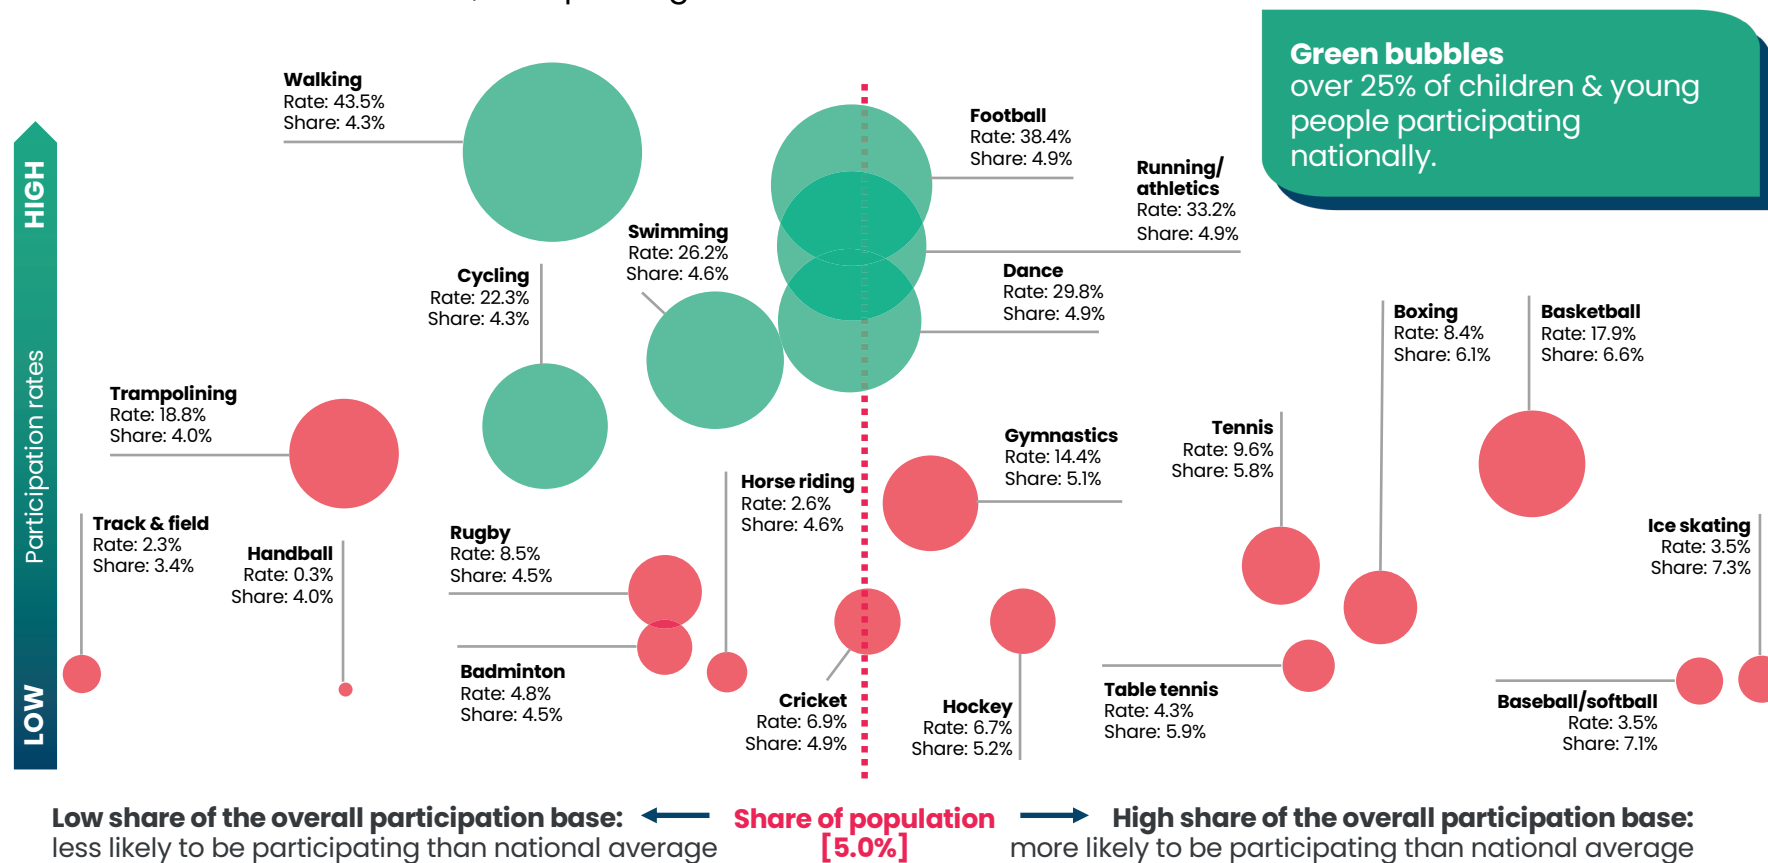 Green bubbles
over 25% of children & young
people participating
nationally.
HIGH
Participation rates
LOW
Walking
Rate: 43.5%
Share: 4.3%
Football
Rate: 38.4%
Share: 4.9%
Running/
athletics
Rate: 33.2%
Share: 4.9%
Swimming
Rate: 26.2%
Share: 4.6%
Cycling
Rate: 22.3%
Share: 4.3%
Dance
Rate: 29.8%
Share: 4.9%
Boxing
Rate: 8.4%
Share: 6.1%
Basketball
Rate: 17.9%
Share: 6.6%
Trampolining
Rate: 18.8%
Share: 4.0%
Gymnastics
Rate: 14.4%
Share: 5.1%
Tennis
Rate: 9.6%
Share: 5.8%
Horse riding
Rate: 2.6%
Share: 4.6%
Track & field
Rate: 2.3%
Share: 3.4%
Handball
Rate: 0.3%
Share: 4.0%
Rugby
Rate: 8.5%
Share: 4.5%
Ice skating
Rate: 3.5%
Share: 7.3%
Badminton
Rate: 4.8%
Share: 4.5%
Cricket
Rate: 6.9%
Share: 4.9%
Hockey
Rate: 6.7%
Share: 5.2%
Table tennis
Rate: 4.3%
Share: 5.9%
Baseball/softball
Rate: 3.5%
Share: 7.1%
Low share of the overall participation base:
less likely to be participating than national average
Share of population
[5.0%]
High share of the overall participation base:
more likely to be participating than national average